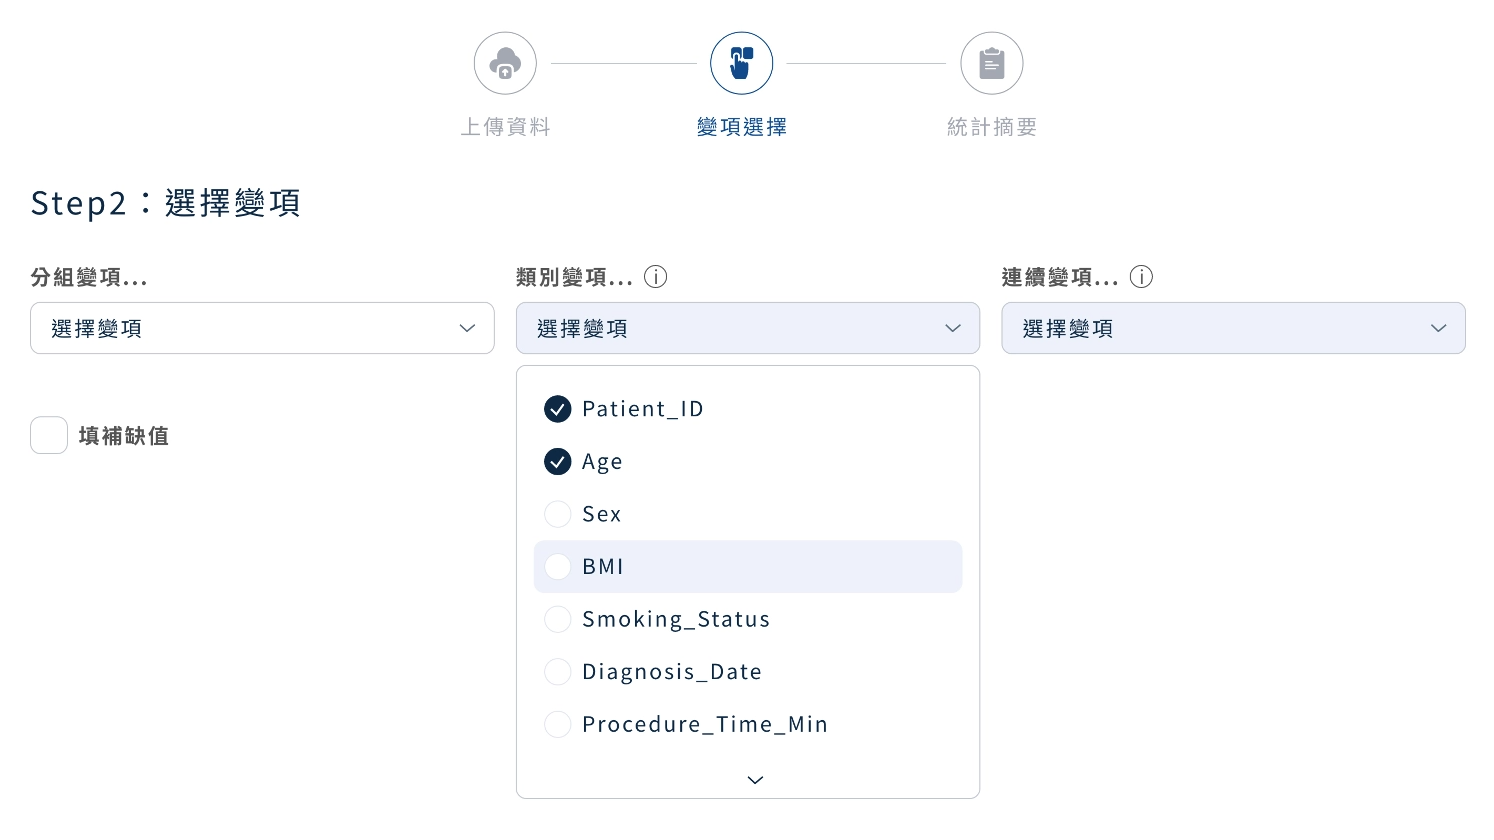 上傳資料
變項選擇
統計摘要
Step2：選擇變項
分組變項...
類別變項...
連續變項...
選擇變項
選擇變項
選擇變項
填補缺值
Patient_ID
Age
Sex
BMI
Smoking_Status
Diagnosis_Date
Procedure_Time_Min